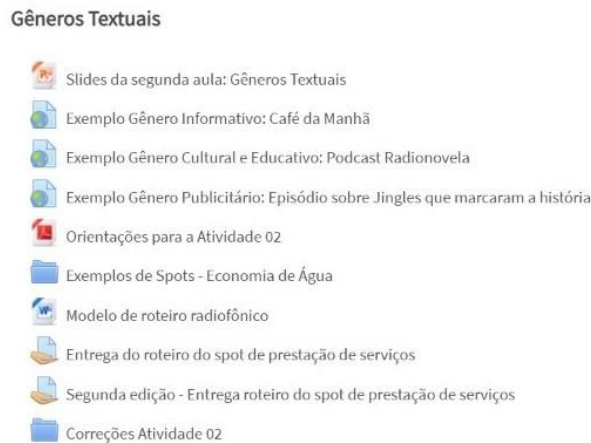 Gêneros Textuais
Slides da segunda aula: Gêneros Textuais
Exemplo Gênero Informativo: Café da Manhã
Exemplo Gênero Cultural e Educativo: Podcast Radionovela
Exemplo Gênero Publicitário: Episódio sobre Jingles que marcaram a história
Orientações para a Atividade 02
Exemplos de Spots - Economia de Água
Modelo de roteiro radiofônico
Entrega do roteiro do spot de prestação de serviços
Segunda edição - Entrega roteiro do spot de prestação de serviços
Correções Atividade 02